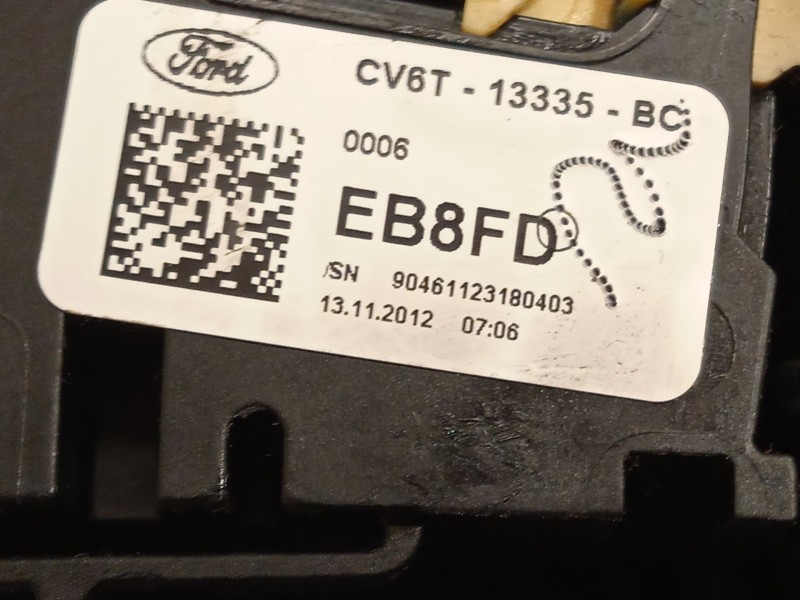 Ford
CV6T - 13335 - BC
0006
EB8FD
/SN 90461123180403
13.11.2012 07:06